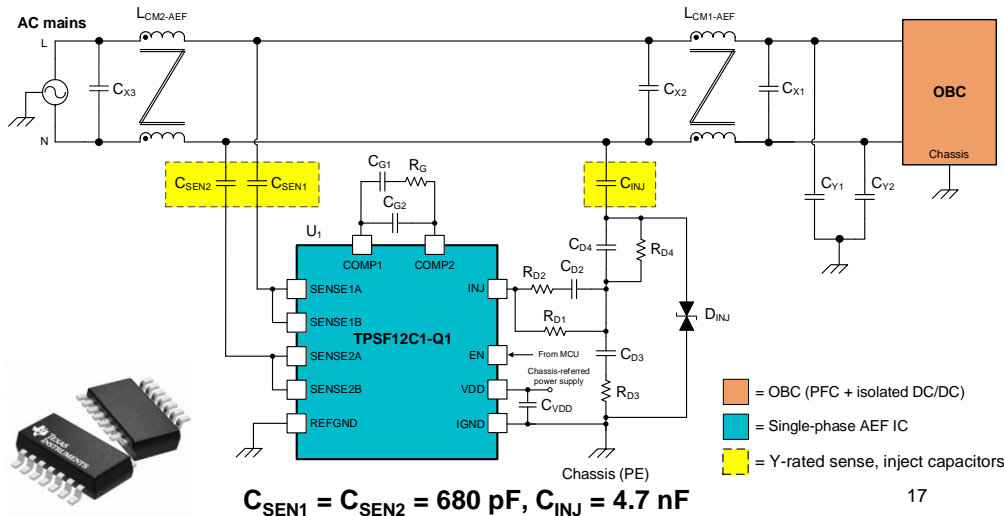 AC mains
L
N
LCM2-AEF
LCM1-AEF
CX3
CX2
CX1
OBC
Chassis
CSEN2
CSEN1
CG1
RG
CG2
CINJ
CY1
CY2
U1
COMP1
COMP2
CD4
RD4
RD2
CD2
RD1
DINJ
SENSE1A
SENSE1B
SENSE2A
SENSE2B
REFGND
TPSF12C1-Q1
INJ
EN
VDD
IGND
From MCU
Chassis-referred
power supply
CVDD
CD3
RD3
Chassis (PE)
= OBC (PFC + isolated DC/DC)
= Single-phase AEF IC
= Y-rated sense, inject capacitors
TEXAS
INSTRUMENTS
CSEN1 = CSEN2 = 680 pF, CINJ = 4.7 nF
17